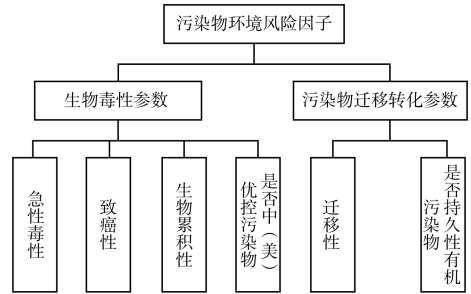 污染物环境风险因子
生物毒性参数
污染物迁移转化参数
急性毒性
致癌性
生物累积性
是否中(美)
优控污染物
迁移性
是否持久性有机
污染物